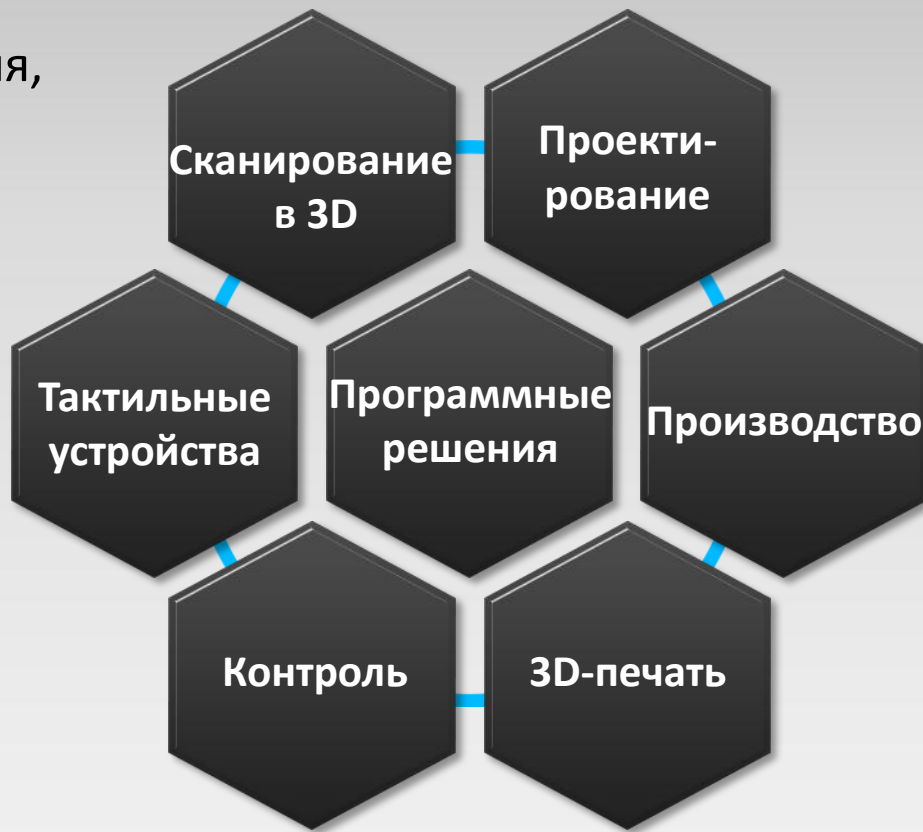 ия,
Сканирование
в 3D
Проекти-
рование
Тактильные
устройства
Программные
решения
Производство
Контроль
3D-печать